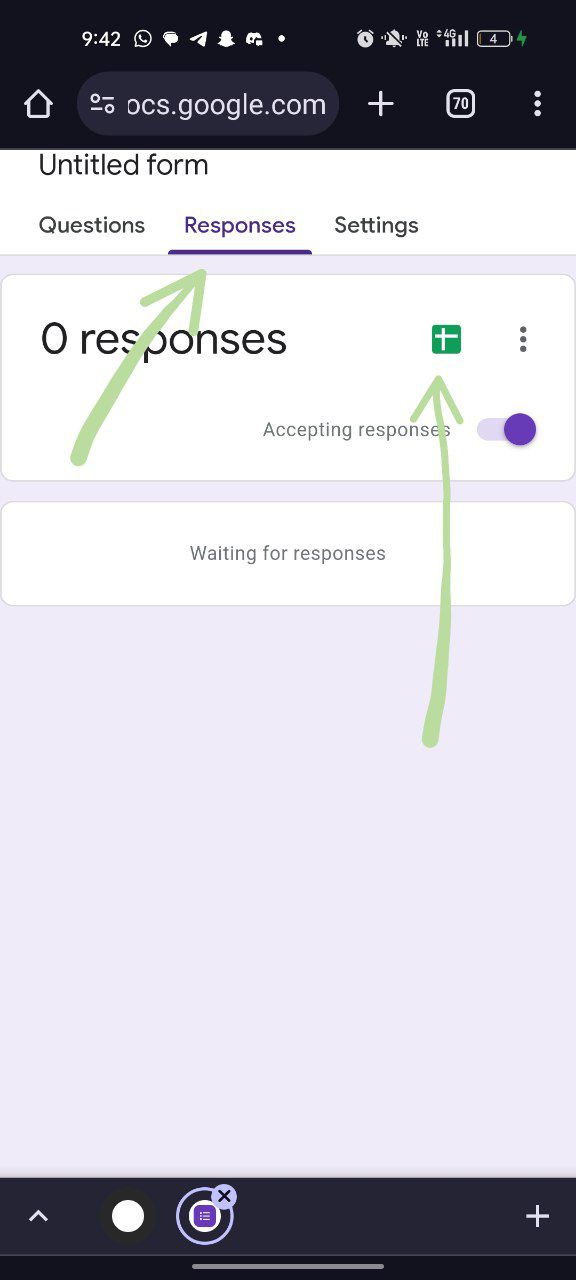 9:42 Vo LTE 4G 4
ocs.google.com 70
Untitled form
Questions Responses Settings
0 responses
Accepting responses
Waiting for responses